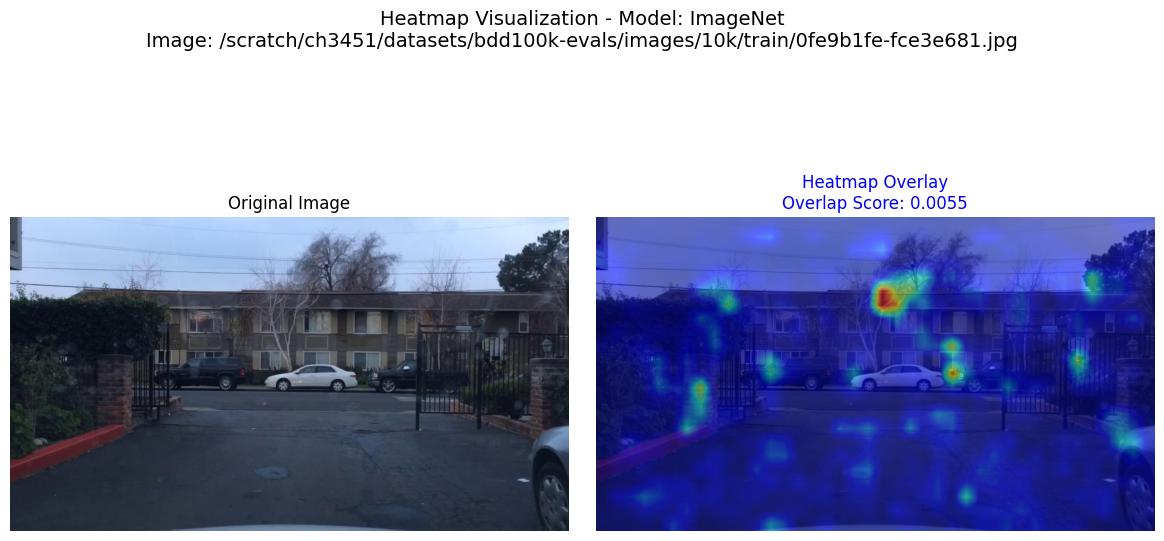 Heatmap Visualization - Model: ImageNet
Image: /scratch/ch3451/datasets/bdd100k-evals/images/10k/train/0fe9b1fe-fce3e681.jpg
Original Image
Heatmap Overlay
Overlap Score: 0.0055